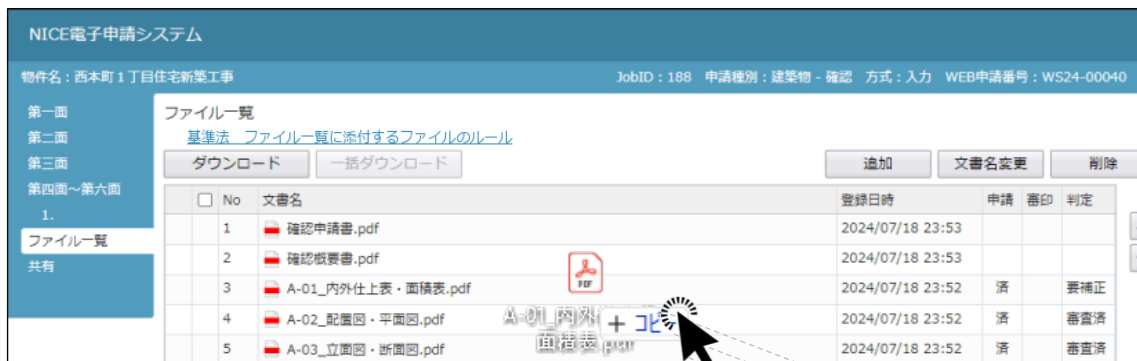 NICE電子申請システム
物件名：西本町１丁目住宅新築工事 JobID：188 申請種別：建築物 - 確認 方式：入力 WEB申請番号：WS24-00040
第一面
第二面
第三面
第四面～第六面
1.
ファイル一覧
共有
ファイル一覧
基準法 ファイル一覧に添付するファイルのルール
ダウンロード 一括ダウンロード 追加 文書名変更 削除
No 文書名 登録日時 申請 審印 判定
1 確認申請書.pdf 2024/07/18 23:53
2 確認概要書.pdf 2024/07/18 23:53
3 A-01_内外仕上表・面積表.pdf 2024/07/18 23:52 済 要補正
4 A-02_配置図・平面図.pdf 2024/07/18 23:52 済 審査済
5 A-03_立面図・断面図.pdf 2024/07/18 23:52 済 審査済
PDF
A-01_内外
面積表.pdf
+ コピー